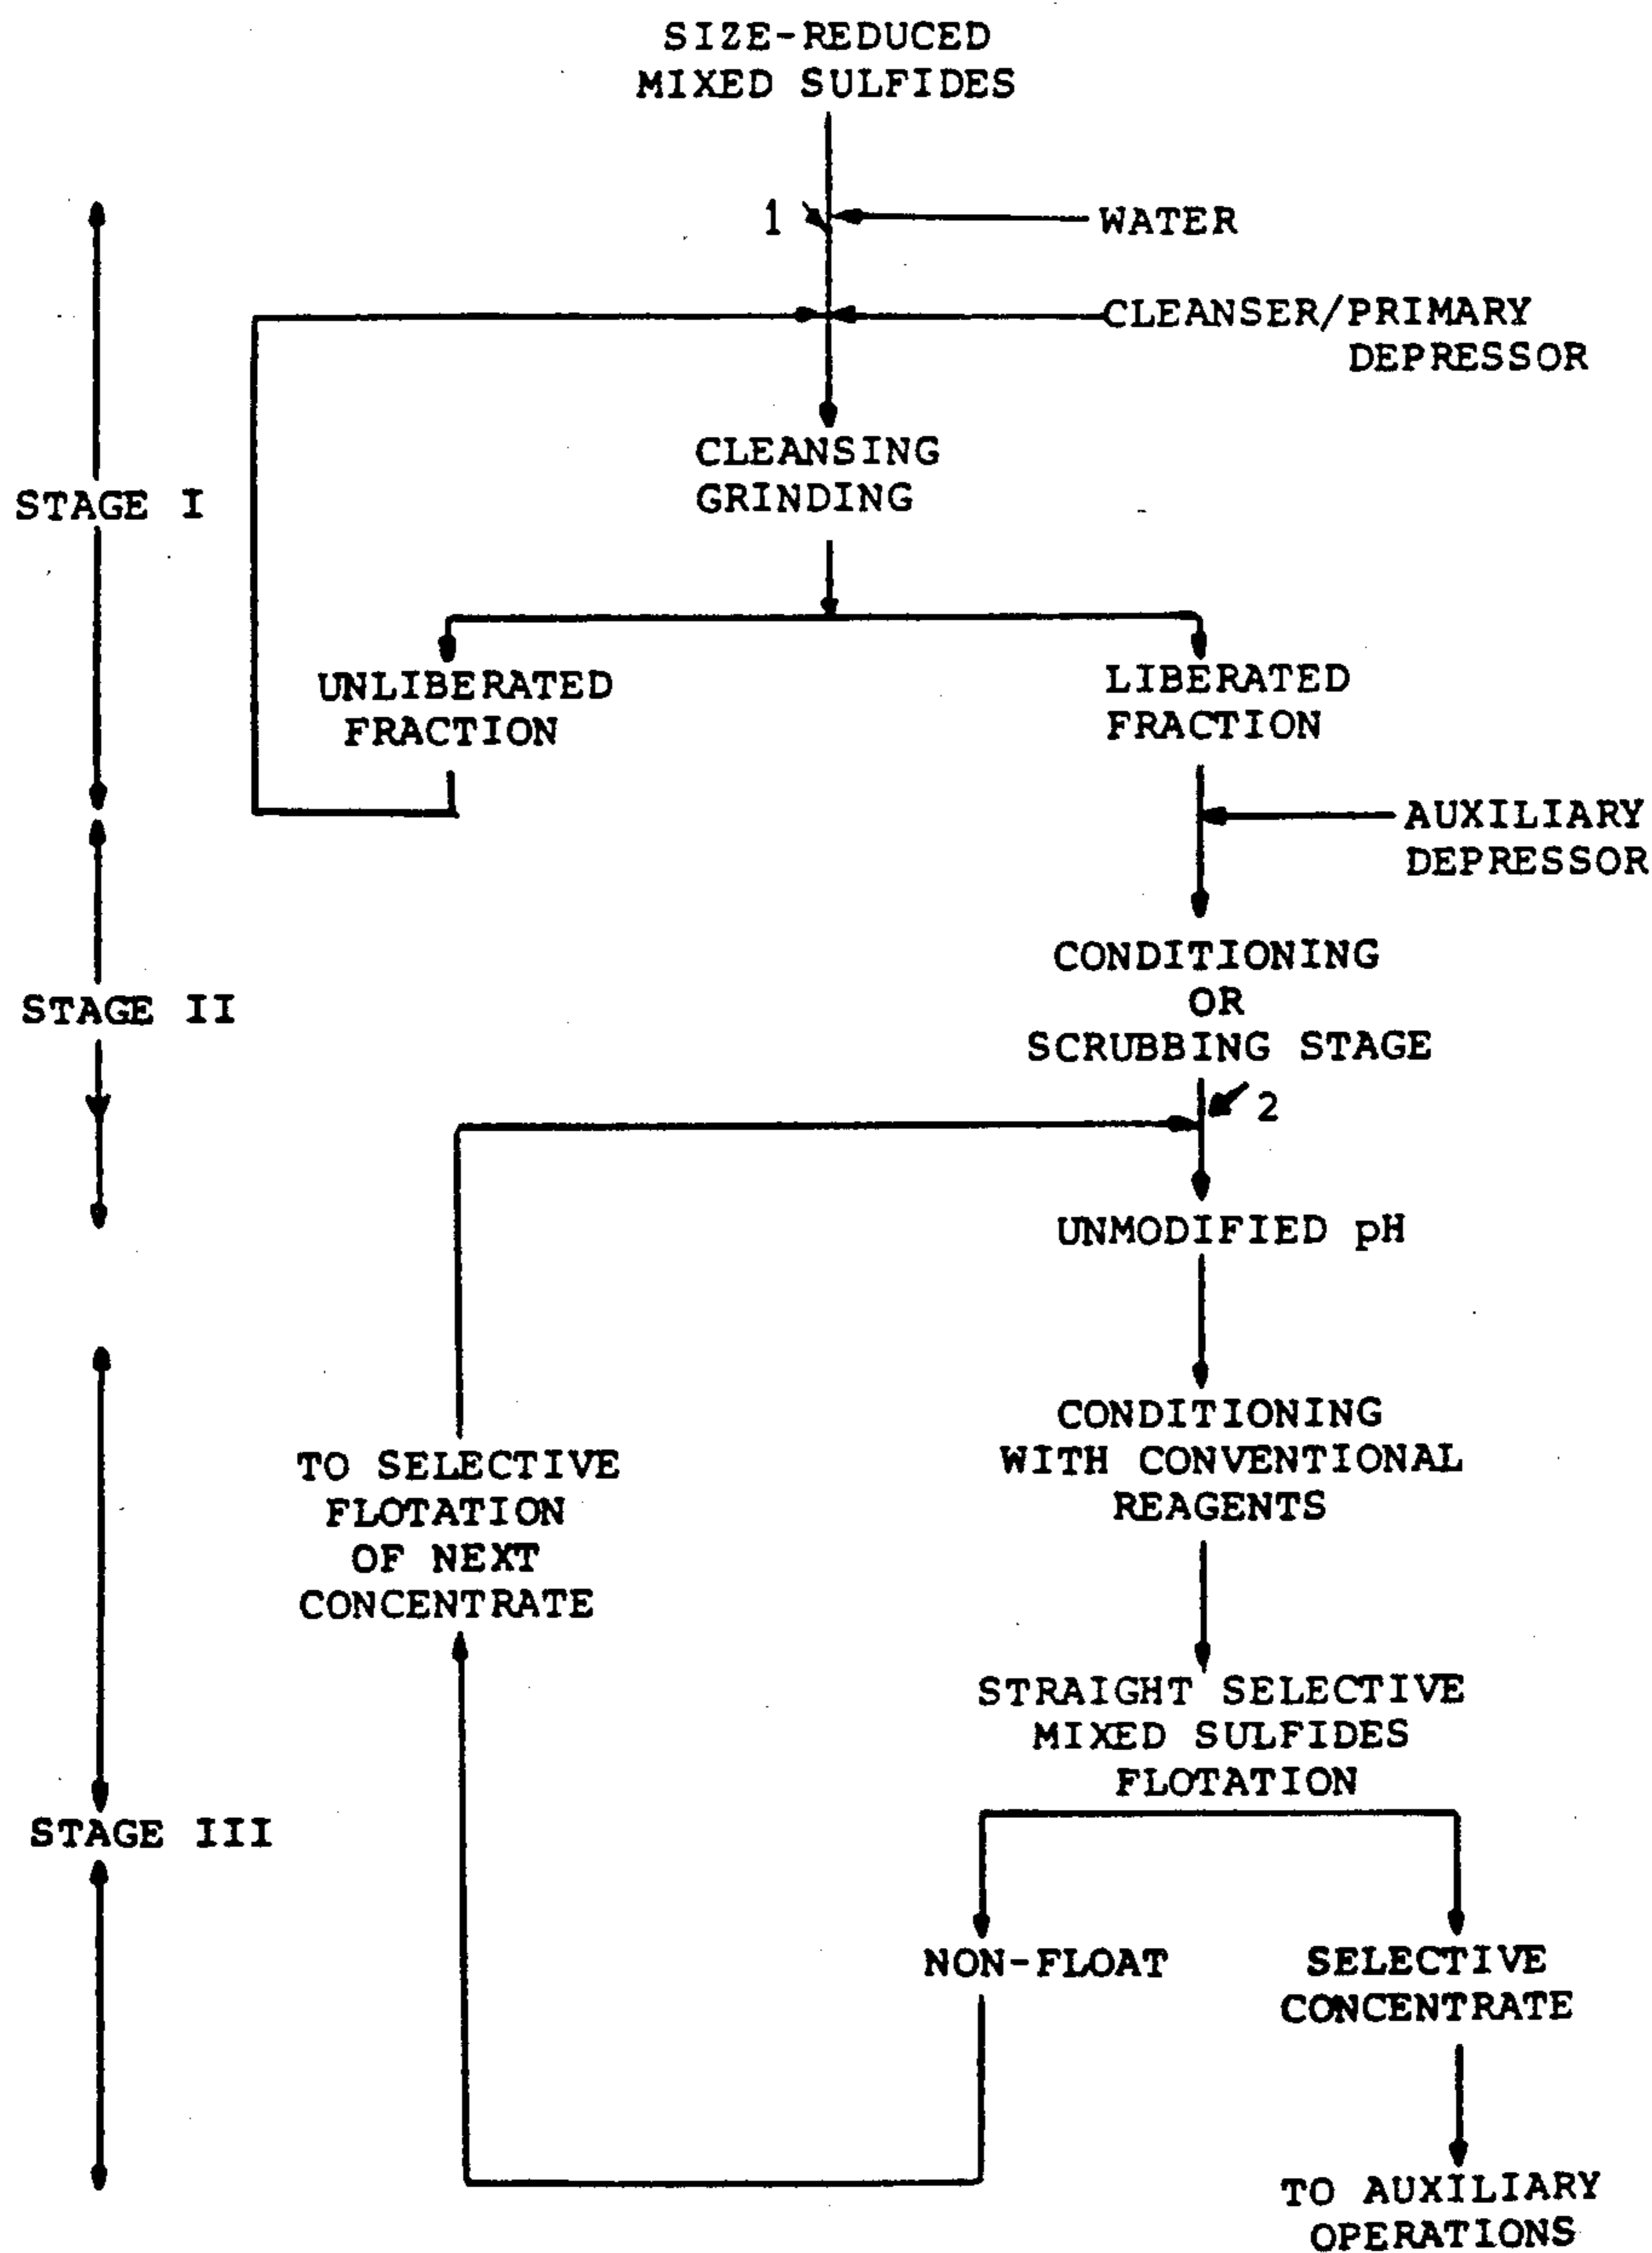 SIZE-REDUCED
MIXED SULFIDES
1
WATER
CLEANSER/PRIMARY
DEPRESSOR
CLEANSING
GRINDING
STAGE I
UNLIBERATED
FRACTION
LIBERATED
FRACTION
AUXILIARY
DEPRESSOR
CONDITIONING
OR
SCRUBBING STAGE
STAGE II
2
UNMODIFIED pH
CONDITIONING
WITH CONVENTIONAL
REAGENTS
TO SELECTIVE
FLOTATION
OF NEXT
CONCENTRATE
STRAIGHT SELECTIVE
MIXED SULFIDES
FLOTATION
STAGE III
NON-FLOAT
SELECTIVE
CONCENTRATE
TO AUXILIARY
OPERATIONS